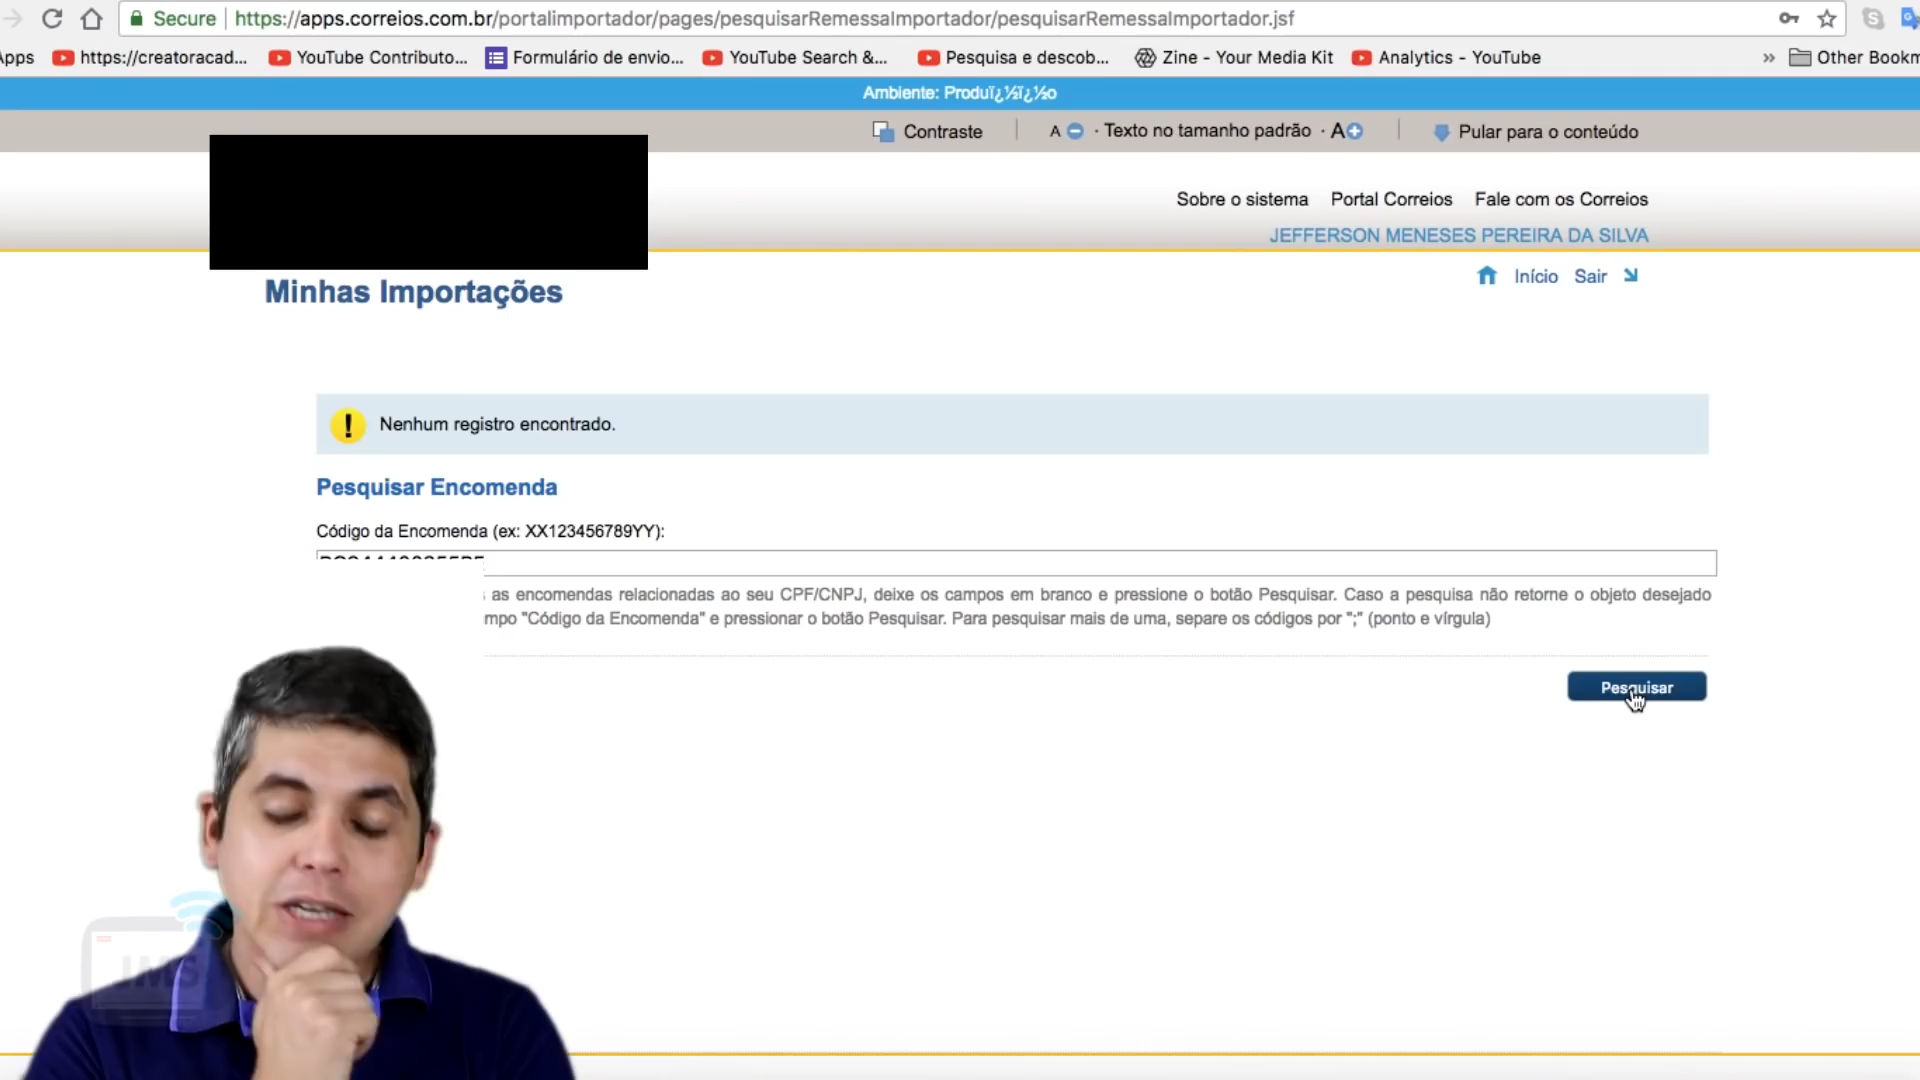 Secure https://apps.correios.com.br/portalimportador/pages/pesquisarRemessaImportador/pesquisarRemessaImportador.jsf
Apps https://creatoracad... YouTube Contributo... Formulário de envio... YouTube Search &... Pesquisa e descob... Zine - Your Media Kit Analytics - YouTube » Other Bookm
Ambiente: Produï¿½ï¿½o
Contraste A · Texto no tamanho padrão · A Pular para o conteúdo
Sobre o sistema Portal Correios Fale com os Correios
JEFFERSON MENESES PEREIRA DA SILVA
Início Sair
Minhas Importações
Nenhum registro encontrado.
Pesquisar Encomenda
Código da Encomenda (ex: XX123456789YY):
as encomendas relacionadas ao seu CPF/CNPJ, deixe os campos em branco e pressione o botão Pesquisar. Caso a pesquisa não retorne o objeto desejado
mpo "Código da Encomenda" e pressionar o botão Pesquisar. Para pesquisar mais de uma, separe os códigos por ";" (ponto e vírgula)
Pesquisar
JMS